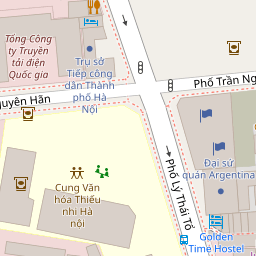 Tổng Công
ty Truyền
tải điện
Quốc gia
Trụ sở
Tiếp công
dân Thành
phố Hà
Nội
Phố Trần Ng
guyên Hãn
Phố Lý Thái Tổ
Đại sứ
quán Argentina
Cung Văn
hóa Thiếu
nhi Hà
nội
Golden
Time Hostel